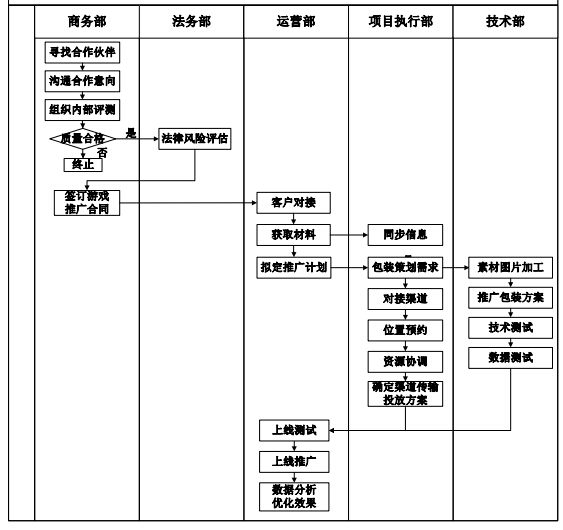 商务部 法务部 运营部 项目执行部 技术部
寻找合作伙伴
沟通合作意向
组织内部评测
质量合格 是 法律风险评估
否
终止
签订游戏
推广合同
客户对接
获取材料 同步信息
拟定推广计划 包装策划需求 素材图片加工
对接渠道 推广包装方案
位置预约 技术测试
资源协调 数据测试
确定渠道传输
投放方案
上线测试
上线推广
数据分析
优化效果